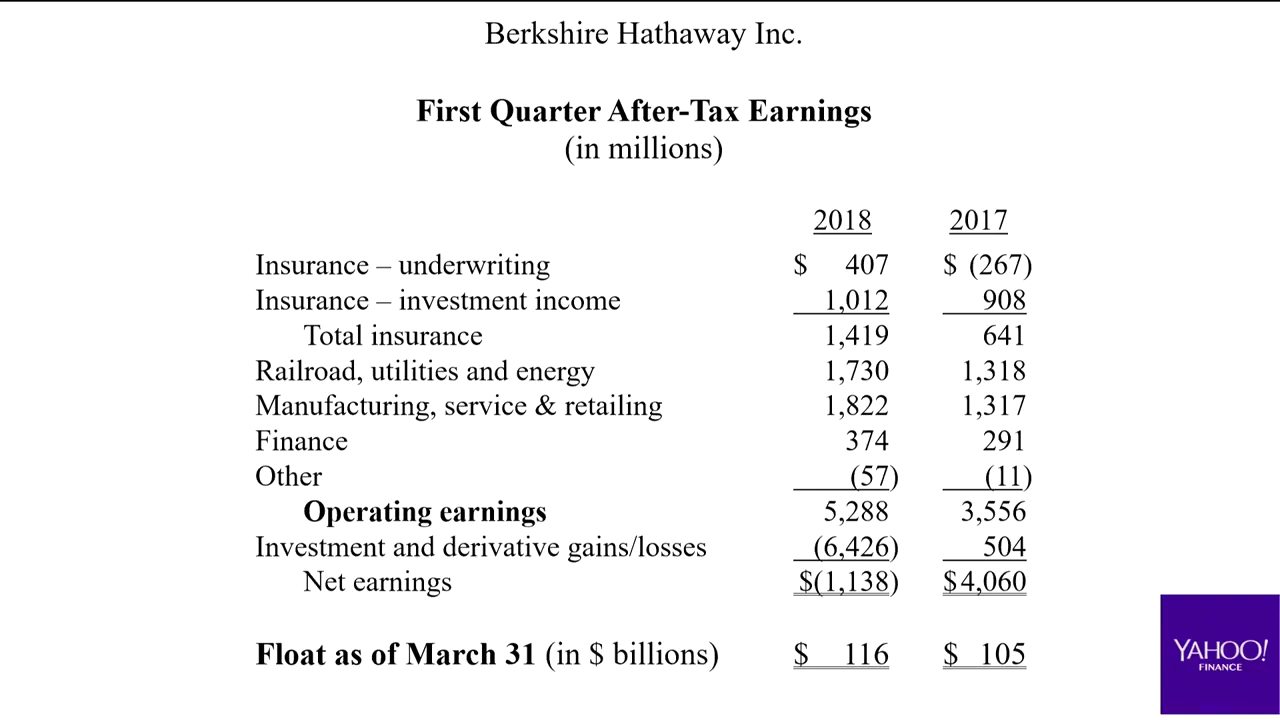 Berkshire Hathaway Inc.
First Quarter After-Tax Earnings
(in millions)
2018 2017
Insurance – underwriting $ 407 $ (267)
Insurance – investment income 1,012 908
Total insurance 1,419 641
Railroad, utilities and energy 1,730 1,318
Manufacturing, service & retailing 1,822 1,317
Finance 374 291
Other (57) (11)
Operating earnings 5,288 3,556
Investment and derivative gains/losses (6,426) 504
Net earnings $(1,138) $4,060
Float as of March 31 (in $ billions) $ 116 $ 105
YAHOO!
FINANCE